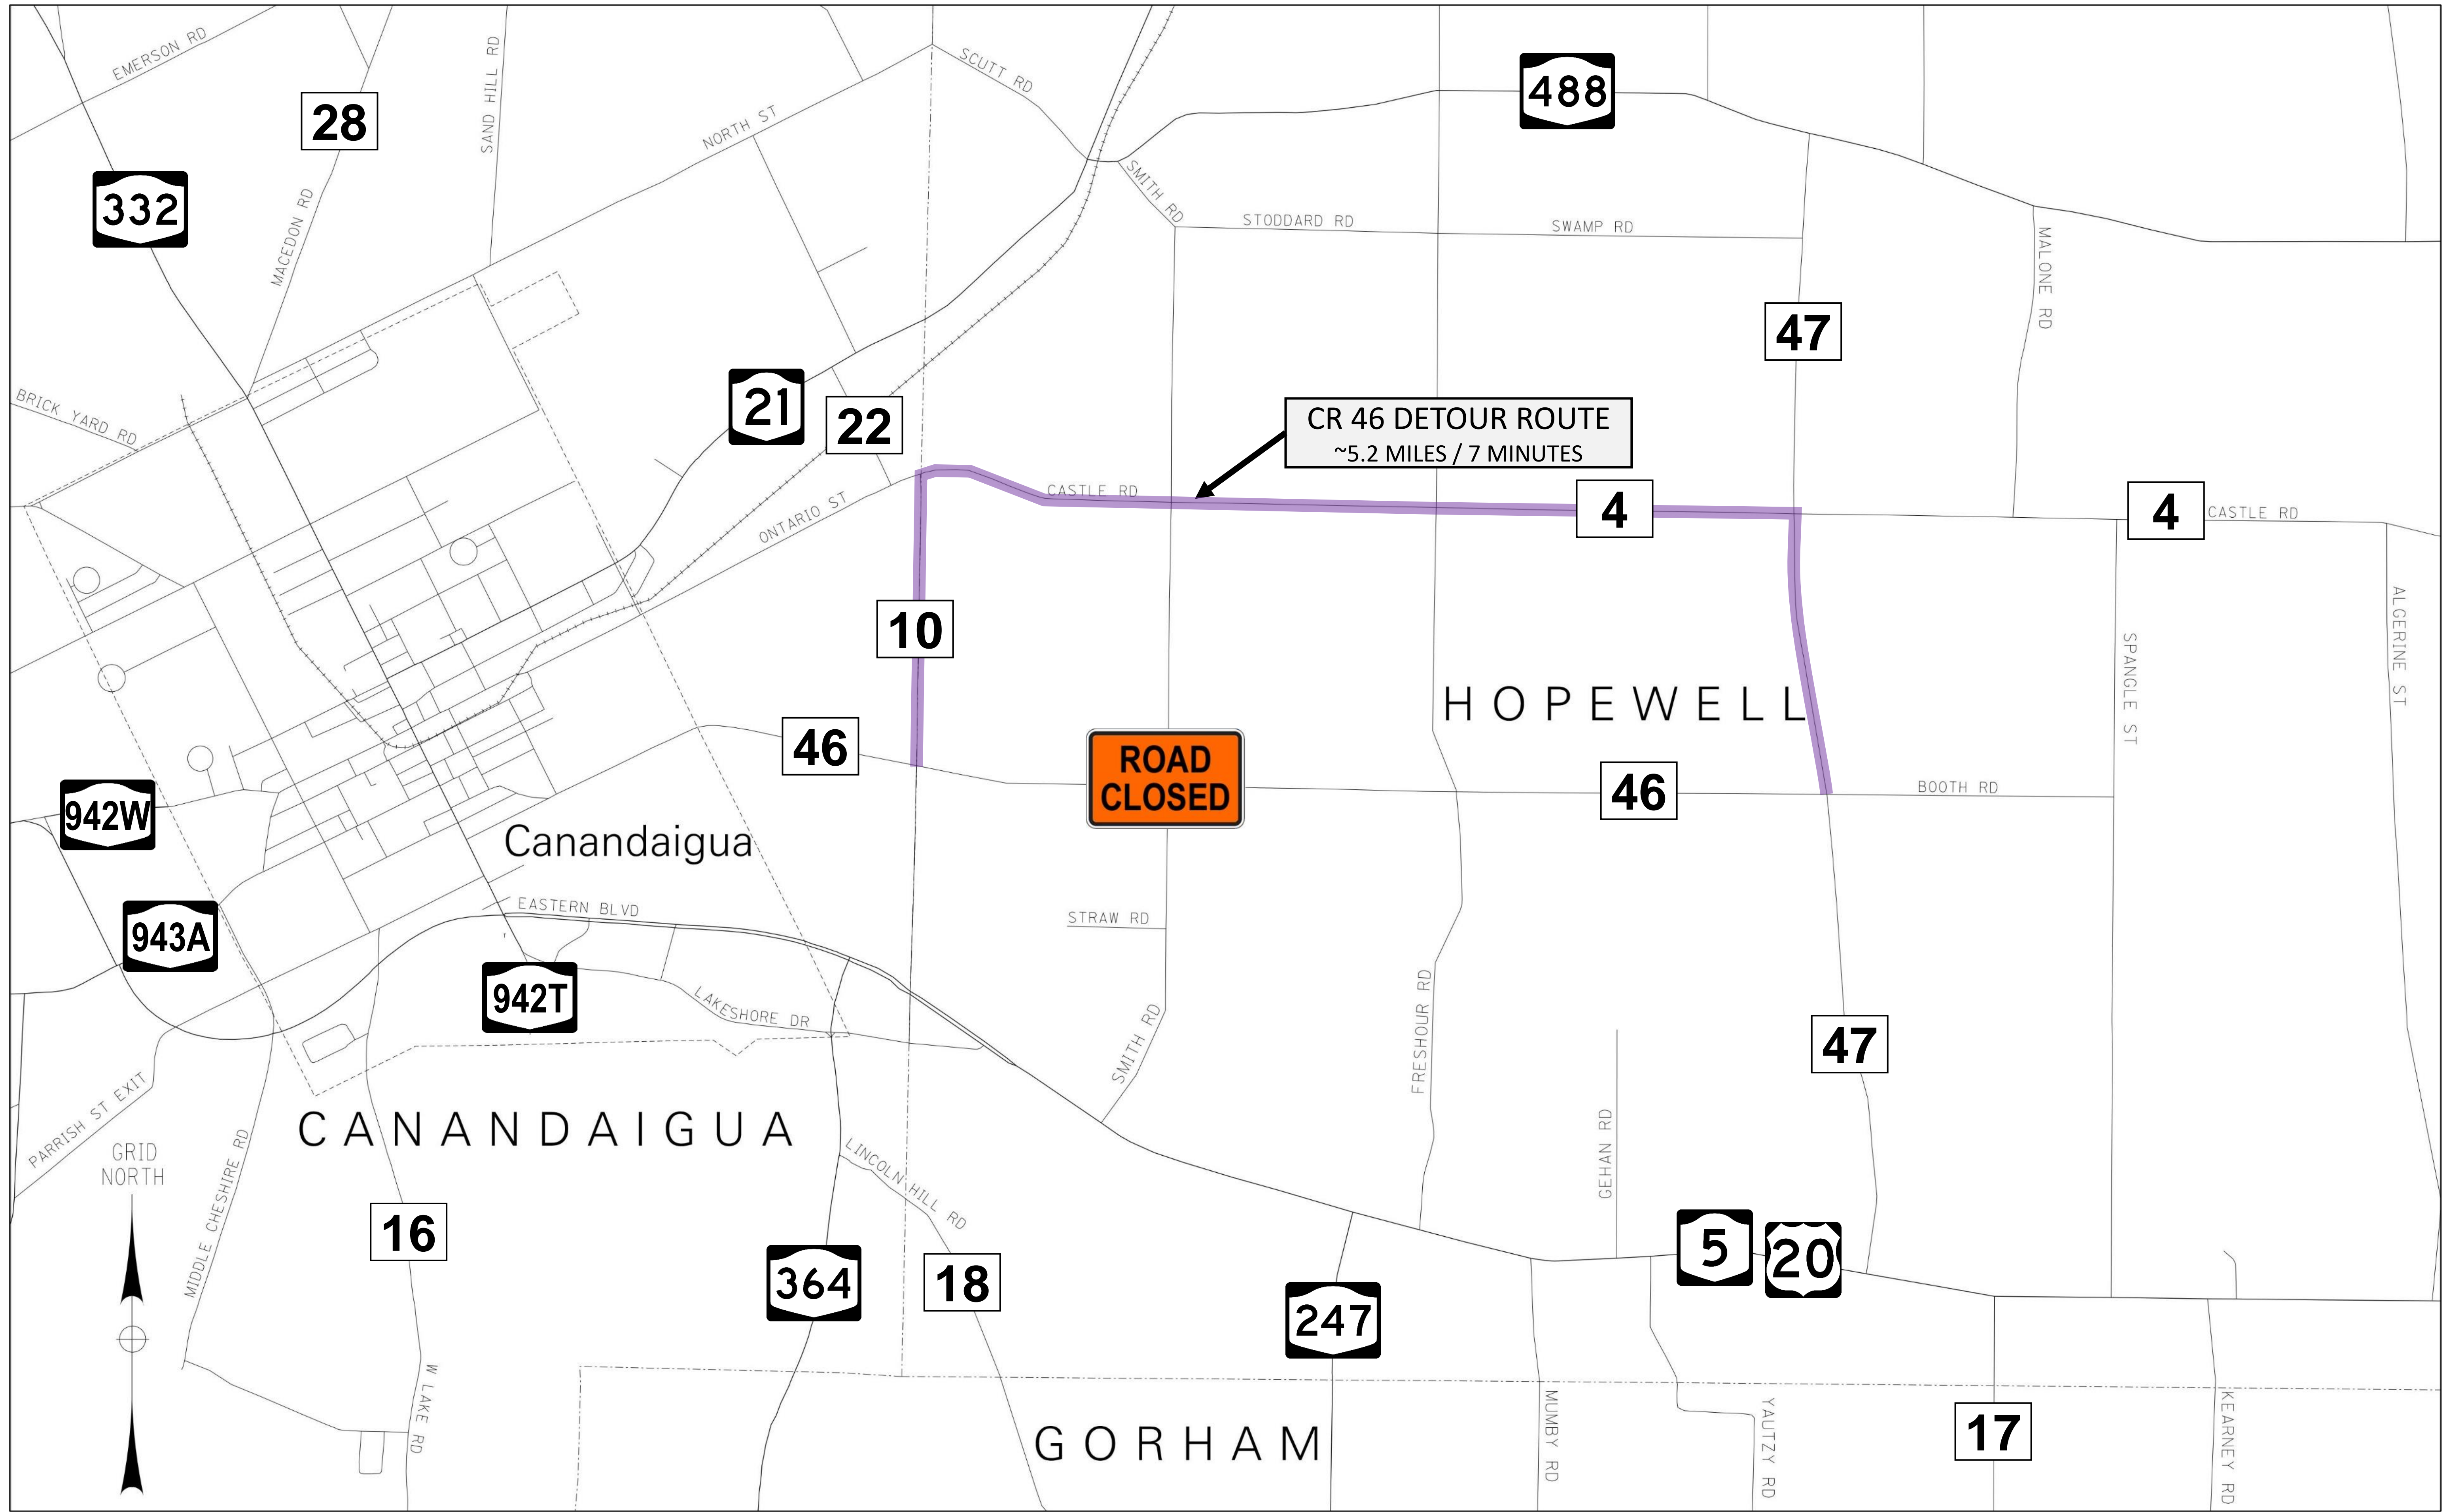 EMERSON RD
28
SAND HILL RD
NORTH ST
SCUTT RD
488
332
MACEDON RD
SMITH RD
STODDARD RD
SWAMP RD
MALONE RD
47
BRICK YARD RD
21
22
CR 46 DETOUR ROUTE
~5.2 MILES / 7 MINUTES
CASTLE RD
4
4
CASTLE RD
ONTARIO ST
10
ALGERINE ST
SPANGLE ST
HOPEWELL
46
ROAD
CLOSED
46
BOOTH RD
942W
Canandaigua
EASTERN BLVD
STRAW RD
943A
942T
LAKESHORE DR
SMITH RD
FRESHOUR RD
47
PARRISH ST EXIT
CANANDAIGUA
GRID
NORTH
MIDDLE CHESHIRE RD
LINCOLN HILL RD
GEHAN RD
16
364
18
247
5
20
W LAKE RD
GORHAM
MUMBY RD
YAUTZY RD
17
KEARNEY RD